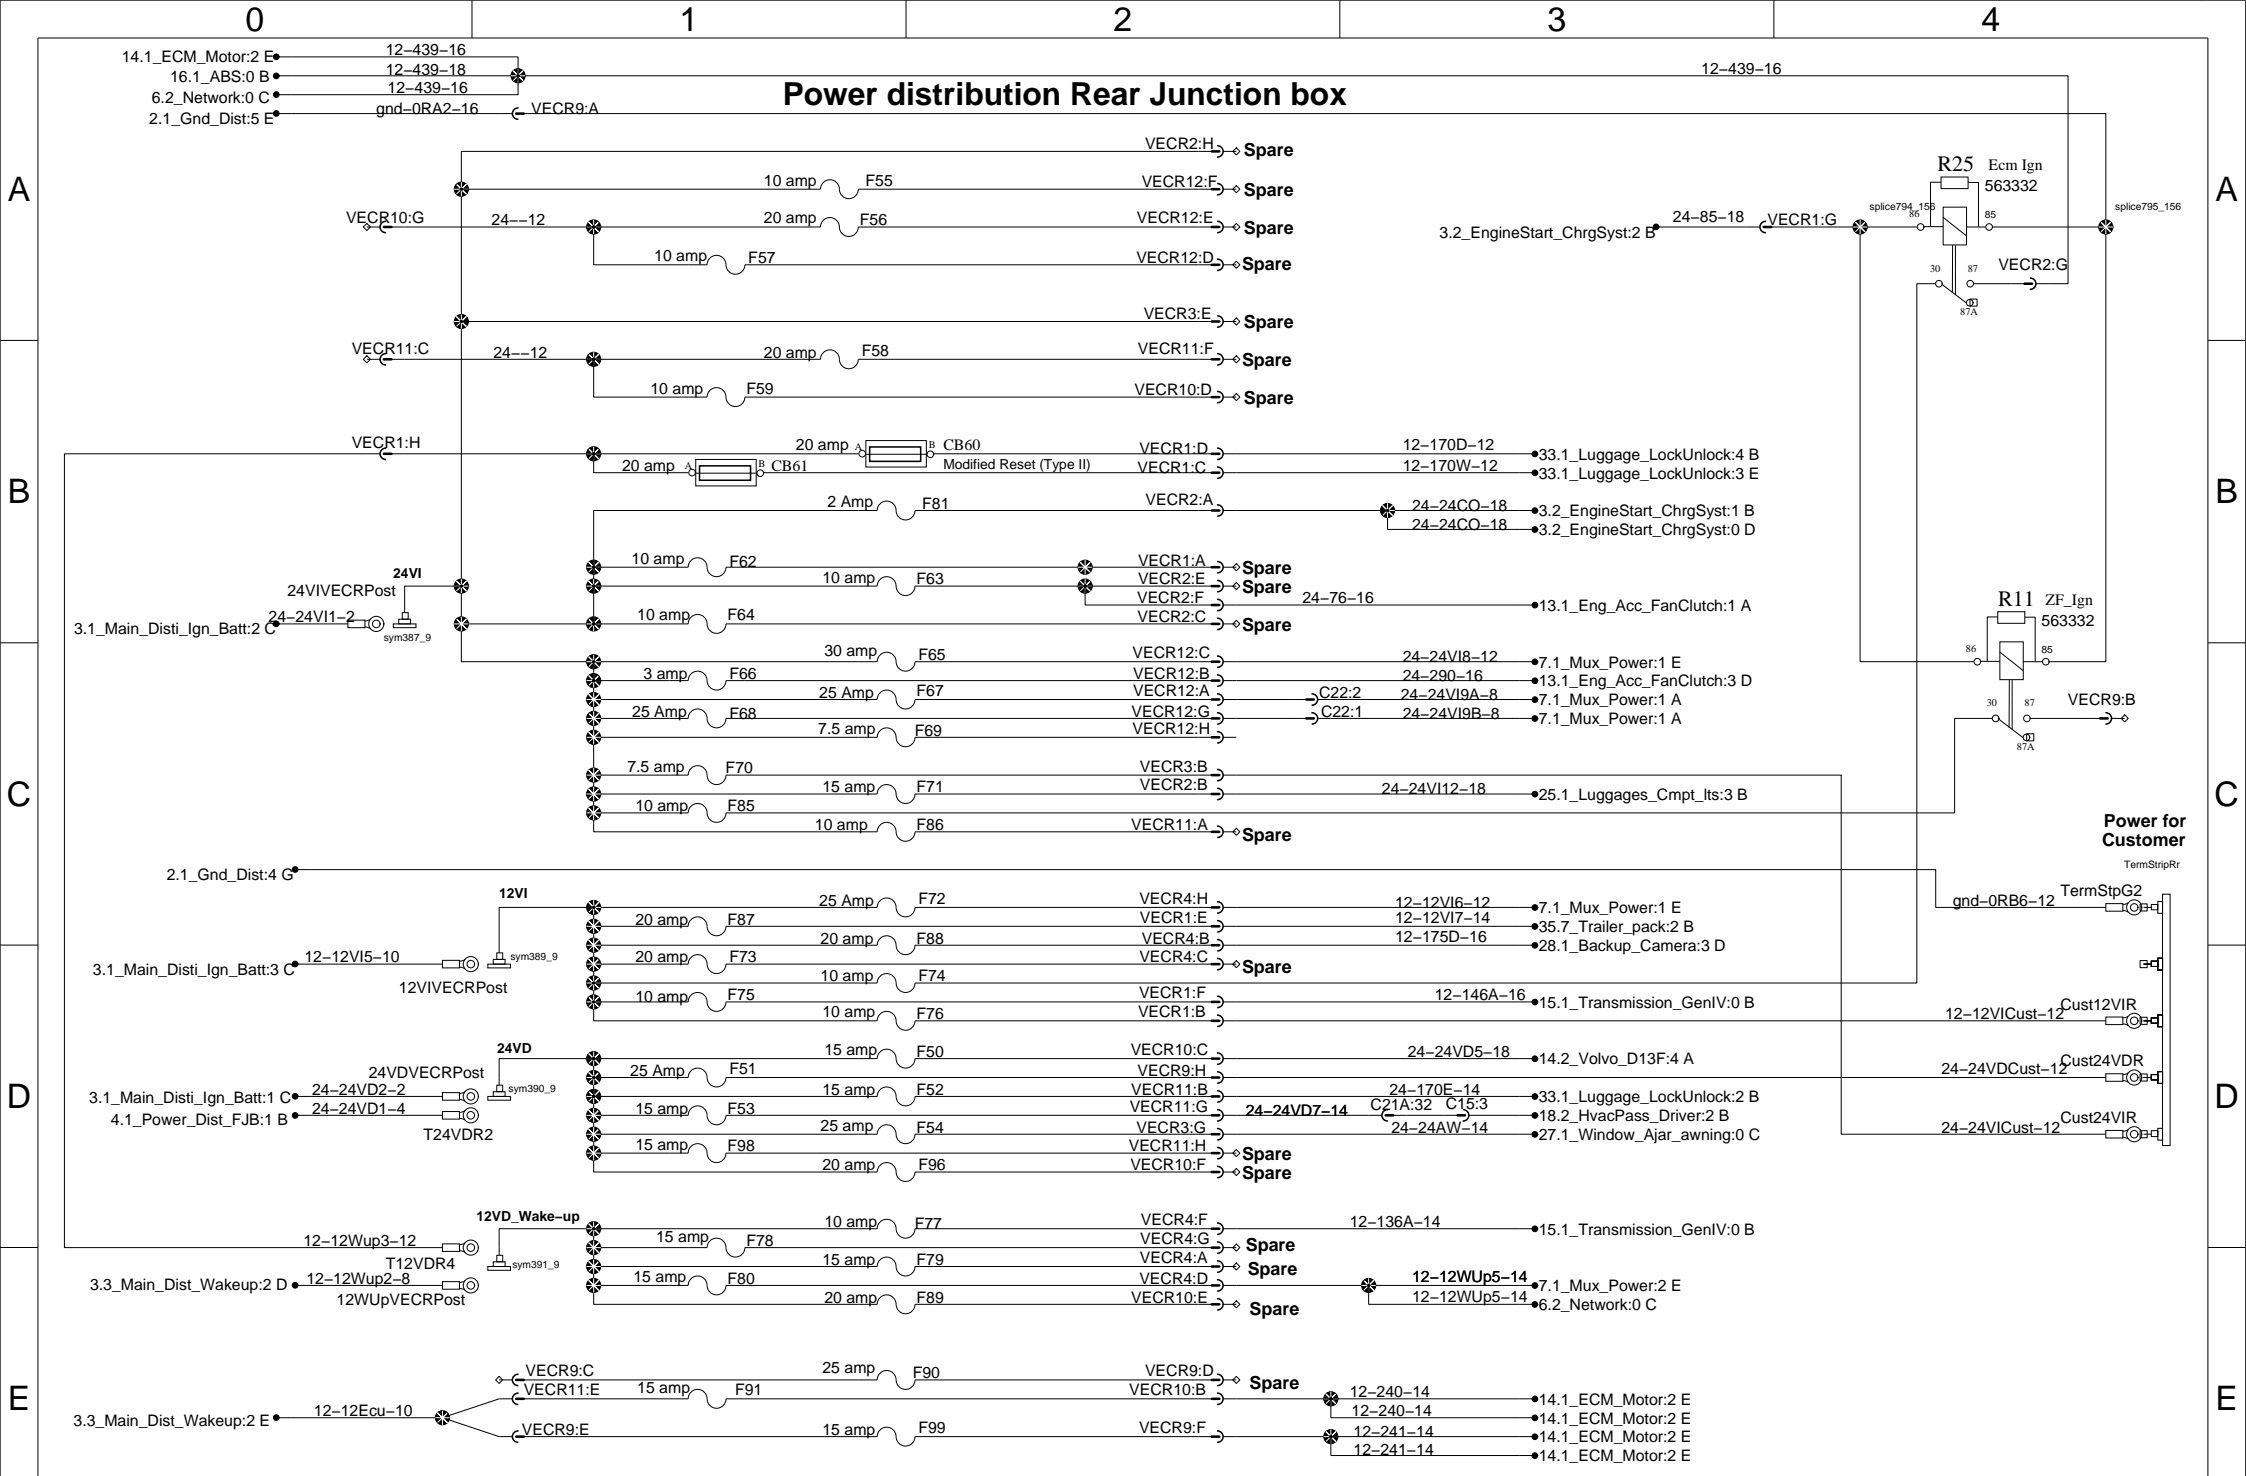 0 1 2 3 4
14.1_ECM_Motor:2 E 12–439–16
16.1_ABS:0 B 12–439–18 12–439–16
6.2_Network:0 C 12–439–16
2.1_Gnd_Dist:5 E gnd–0RA2–16 VECR9:A
Power distribution Rear Junction box
A A
VECR2:H Spare
10 amp F55 VECR12:F Spare
VECR10:G 24––12 20 amp F56 VECR12:E Spare
10 amp F57 VECR12:D Spare
R25 Ecm Ign
563332
splice794_156 86 85 splice795_156
3.2_EngineStart_ChrgSyst:2 B 24–85–18 VECR1:G
30 87 VECR2:G
87A
VECR3:E Spare
VECR11:C 24––12 20 amp F58 VECR11:F Spare
10 amp F59 VECR10:D Spare
B B
VECR1:H 20 amp A B CB60 VECR1:D 12–170D–12 33.1_Luggage_LockUnlock:4 B
Modified Reset (Type II)
20 amp A B CB61 VECR1:C 12–170W–12 33.1_Luggage_LockUnlock:3 E
2 Amp F81 VECR2:A 24–24CO–18 3.2_EngineStart_ChrgSyst:1 B
24–24CO–18 3.2_EngineStart_ChrgSyst:0 D
10 amp F62 VECR1:A Spare
24VI
24VIVECRPost
10 amp F63 VECR2:E Spare
VECR2:F 24–76–16 13.1_Eng_Acc_FanClutch:1 A
3.1_Main_Disti_Ign_Batt:2 C 24–24VI1–2 sym387_9
10 amp F64 VECR2:C Spare
R11 ZF_Ign
563332
86 85
30 87 VECR9:B
87A
C C
30 amp F65 VECR12:C 24–24VI8–12 7.1_Mux_Power:1 E
3 amp F66 VECR12:B 24–290–16 13.1_Eng_Acc_FanClutch:3 D
25 Amp F67 VECR12:A C22:2 24–24VI9A–8 7.1_Mux_Power:1 A
25 Amp F68 VECR12:G C22:1 24–24VI9B–8 7.1_Mux_Power:1 A
7.5 amp F69 VECR12:H
7.5 amp F70 VECR3:B
15 amp F71 VECR2:B 24–24VI12–18 25.1_Luggages_Cmpt_lts:3 B
10 amp F85
10 amp F86 VECR11:A Spare
Power for
Customer
TermStripRr
2.1_Gnd_Dist:4 G
TermStpG2
gnd–0RB6–12
12VI
25 Amp F72 VECR4:H 12–12VI6–12 7.1_Mux_Power:1 E
20 amp F87 VECR1:E 12–12VI7–14 35.7_Trailer_pack:2 B
20 amp F88 VECR4:B 12–175D–16 28.1_Backup_Camera:3 D
3.1_Main_Disti_Ign_Batt:3 C 12–12VI5–10 sym389_9
12VIVECRPost
20 amp F73 VECR4:C Spare
10 amp F74
10 amp F75 VECR1:F 12–146A–16 15.1_Transmission_GenIV:0 B
10 amp F76 VECR1:B 12–12VICust–12 Cust12VIR
D D
24VD
24VDVECRPost
15 amp F50 VECR10:C 24–24VD5–18 14.2_Volvo_D13F:4 A
25 Amp F51 VECR9:H 24–24VDCust–12 Cust24VDR
3.1_Main_Disti_Ign_Batt:1 C 24–24VD2–2 sym390_9
15 amp F52 VECR11:B 24–170E–14 33.1_Luggage_LockUnlock:2 B
4.1_Power_Dist_FJB:1 B 24–24VD1–4
T24VDR2
15 amp F53 VECR11:G 24–24VD7–14 C21A:32 C15:3 18.2_HvacPass_Driver:2 B
25 amp F54 VECR3:G 24–24AW–14 27.1_Window_Ajar_awning:0 C
24–24VICust–12 Cust24VIR
15 amp F98 VECR11:H Spare
20 amp F96 VECR10:F Spare
12VD_Wake–up
10 amp F77 VECR4:F 12–136A–14 15.1_Transmission_GenIV:0 B
12–12Wup3–12
T12VDR4
sym391_9
15 amp F78 VECR4:G Spare
15 amp F79 VECR4:A Spare
3.3_Main_Dist_Wakeup:2 D 12–12Wup2–8
12WUpVECRPost
15 amp F80 VECR4:D 12–12WUp5–14 7.1_Mux_Power:2 E
12–12WUp5–14 6.2_Network:0 C
20 amp F89 VECR10:E Spare
E E
VECR9:C 25 amp F90 VECR9:D Spare
VECR11:E 15 amp F91 VECR10:B 12–240–14 14.1_ECM_Motor:2 E
3.3_Main_Dist_Wakeup:2 E 12–12Ecu–10
12–240–14 14.1_ECM_Motor:2 E
VECR9:E 15 amp F99 VECR9:F 12–241–14 14.1_ECM_Motor:2 E
12–241–14 14.1_ECM_Motor:2 E